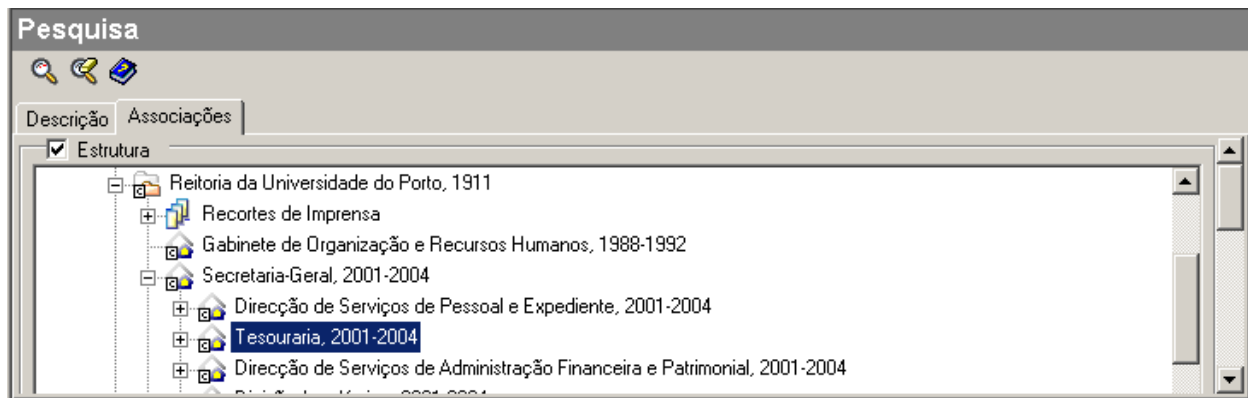 Pesquisa
Descrição Associações
Estrutura
Reitoria da Universidade do Porto, 1911
Recortes de Imprensa
Gabinete de Organização e Recursos Humanos, 1988-1992
Secretaria-Geral, 2001-2004
Direcção de Serviços de Pessoal e Expediente, 2001-2004
Tesouraria, 2001-2004
Direcção de Serviços de Administração Financeira e Patrimonial, 2001-2004